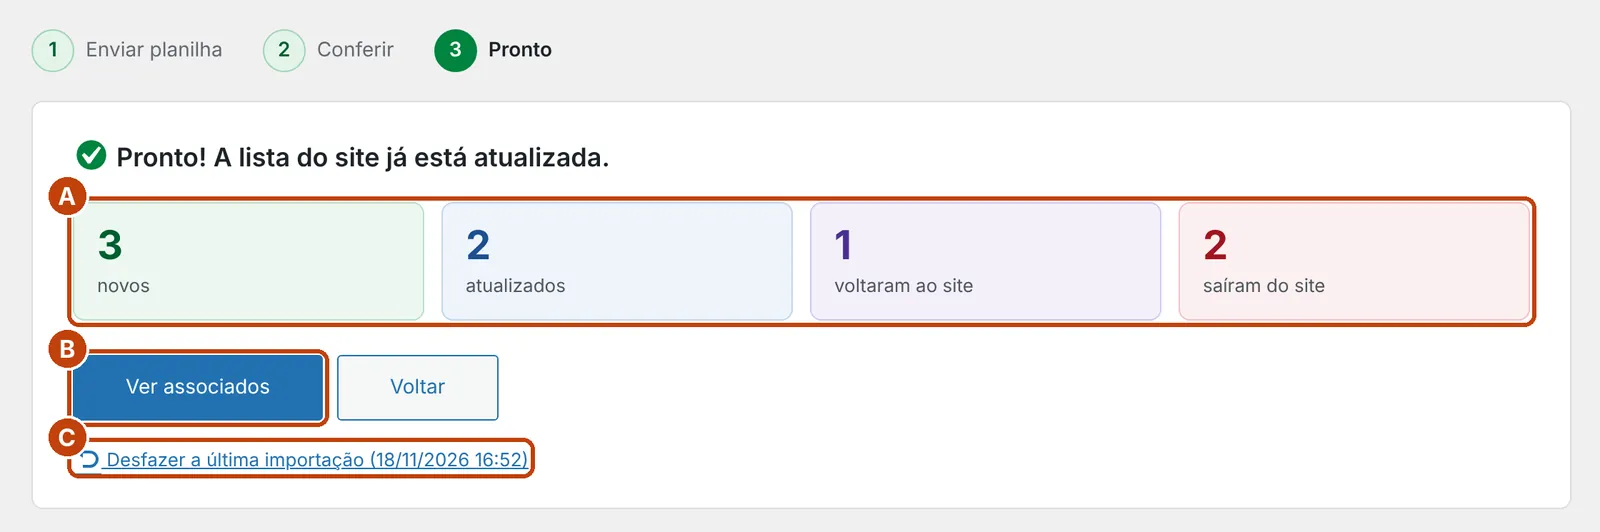 1 Enviar planilha 2 Conferir 3 Pronto
Pronto! A lista do site já está atualizada.
A
3 2 1 2
novos atualizados voltaram ao site saíram do site
B
Ver associados Voltar
C
Desfazer a última importação (18/11/2026 16:52)